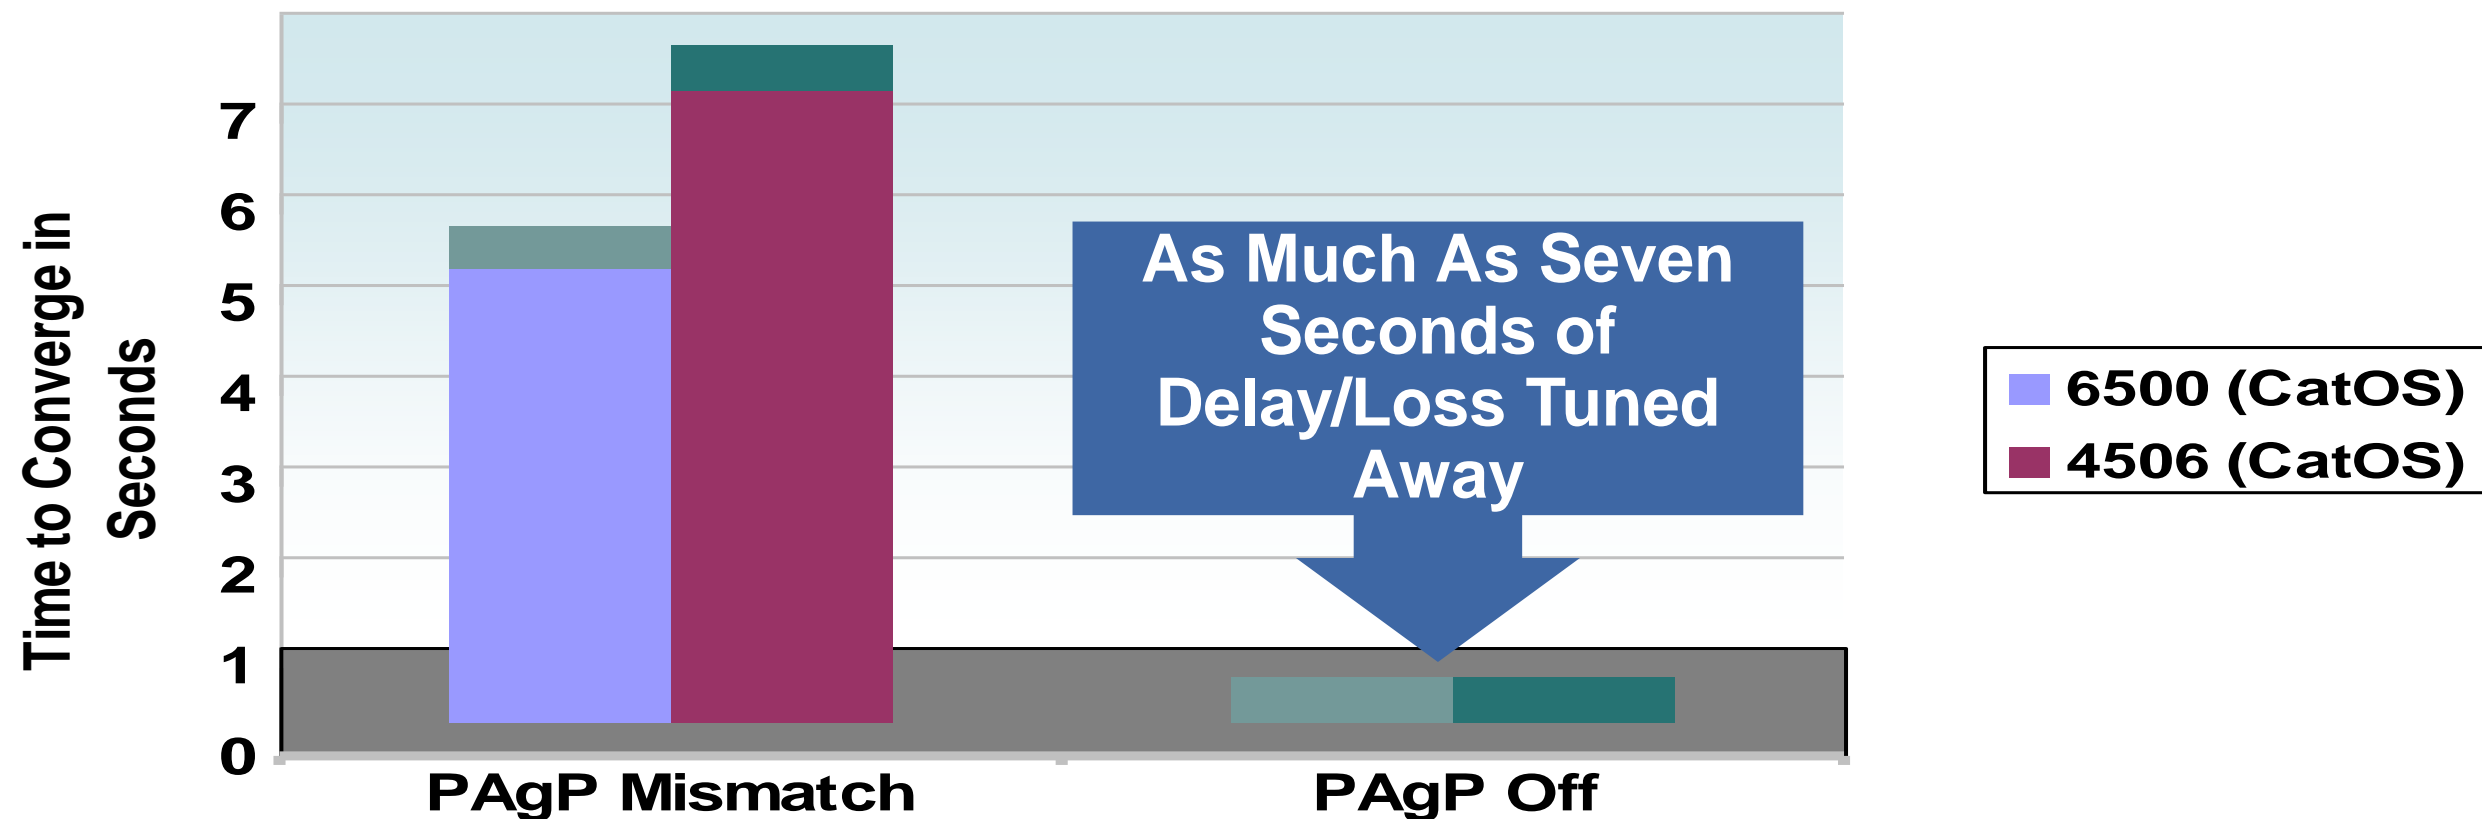 Time to Converge in
Seconds
7
6
5
4
3
2
1
0
As Much As Seven
Seconds of
Delay/Loss Tuned
Away
PAgP Mismatch
PAgP Off
6500 (CatOS)
4506 (CatOS)